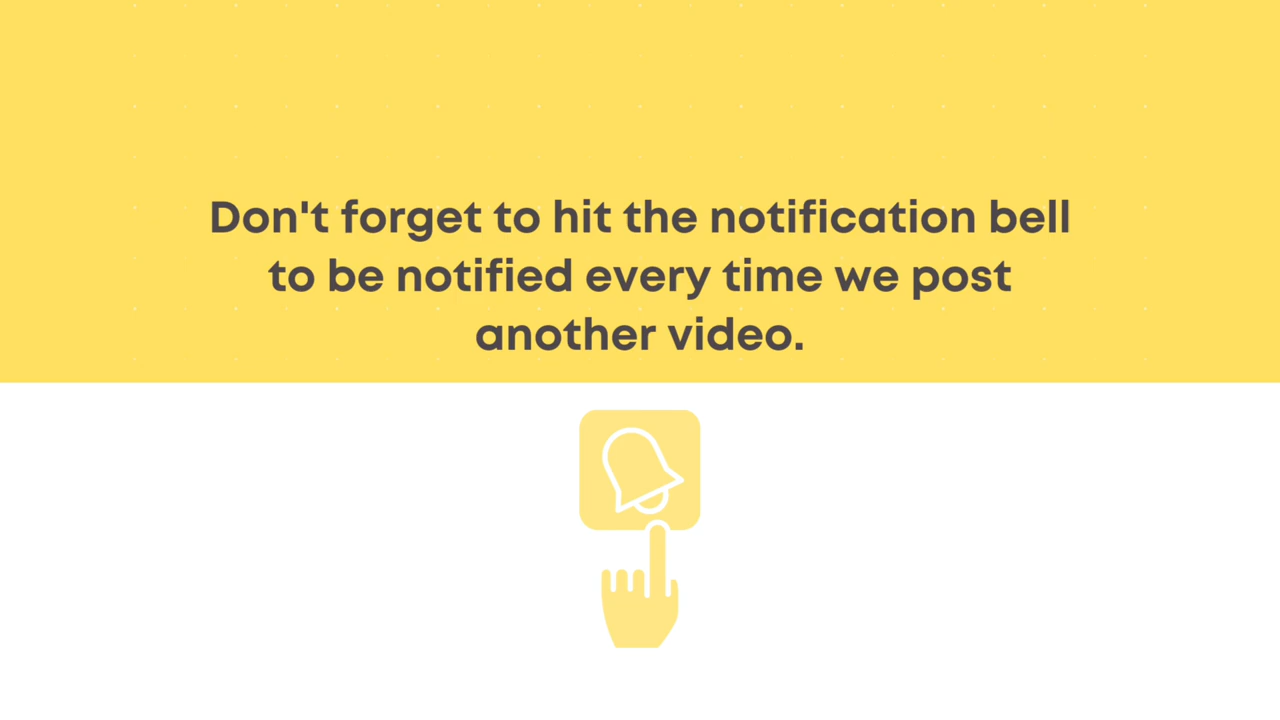 Don't forget to hit the notification bell
to be notified every time we post
another video.